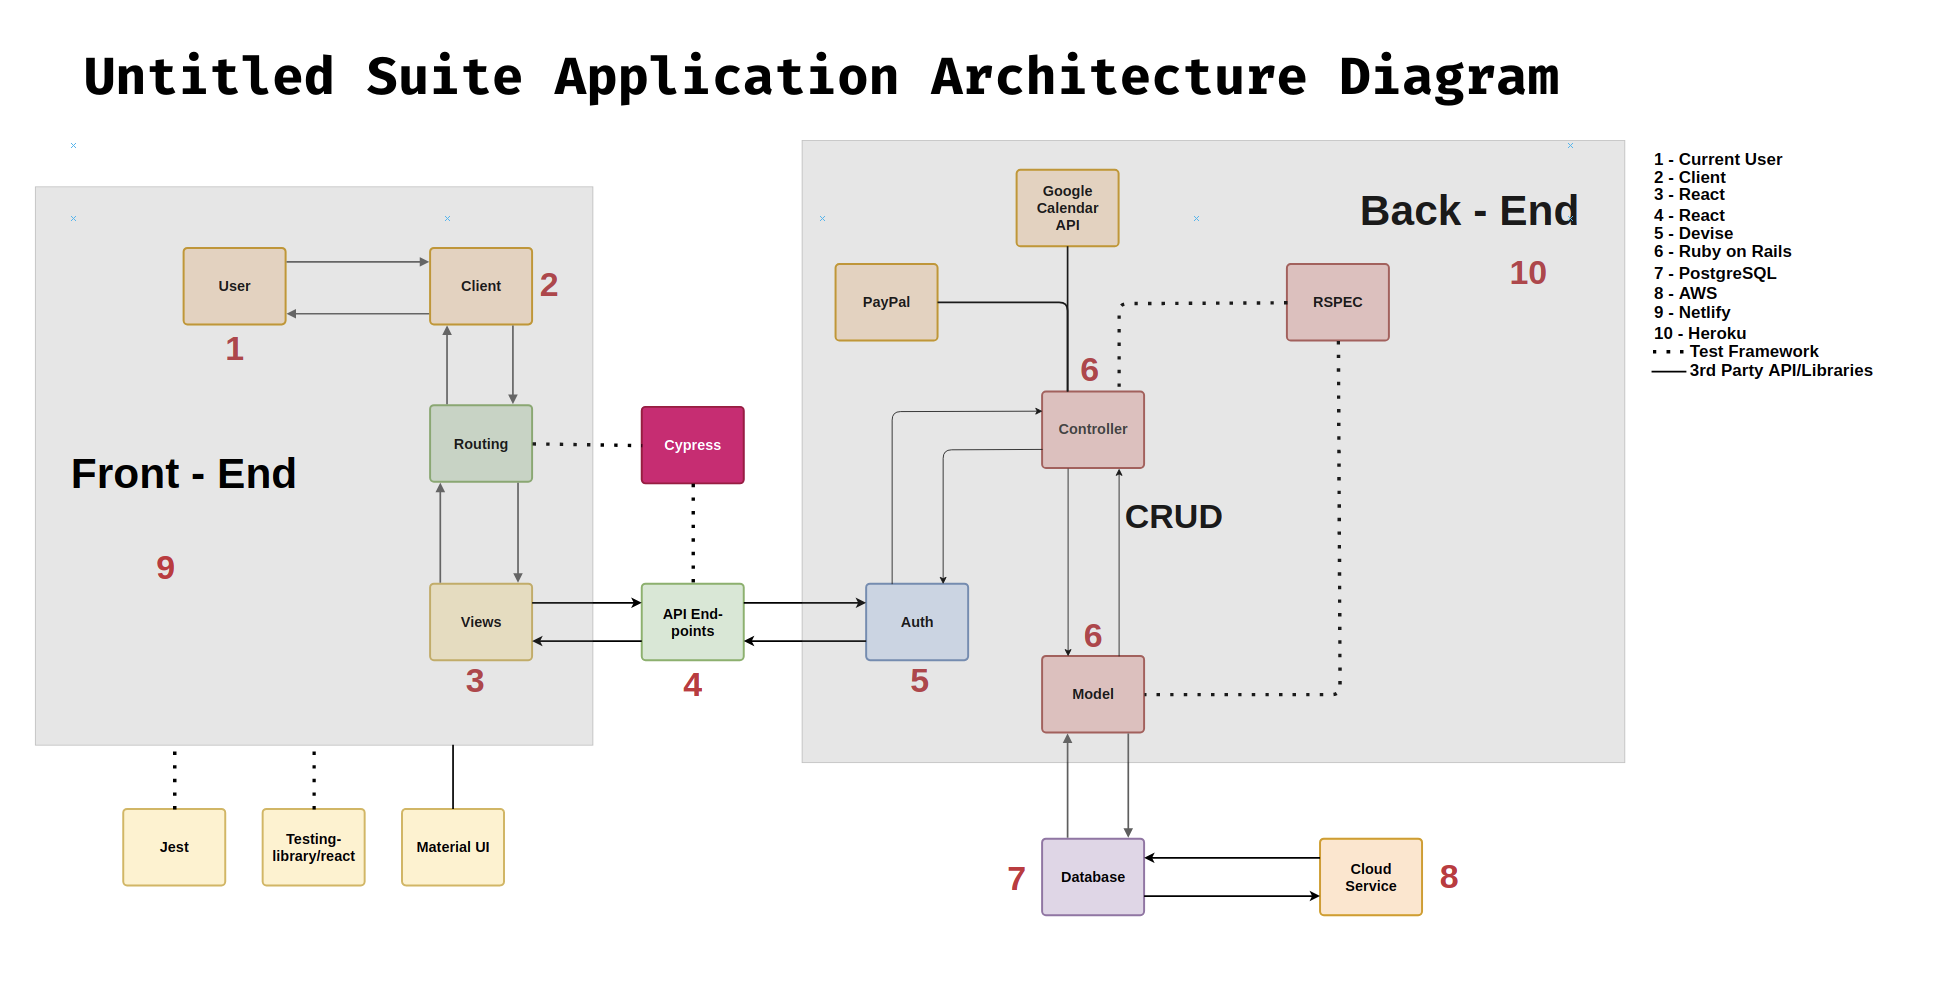 Untitled Suite Application Architecture Diagram
Front - End
9
User
1
Client
2
Routing
Views
3
Cypress
API End-
points
4
Jest
Testing-
library/react
Material UI
Back - End
10
Google
Calendar
API
PayPal
RSPEC
6
Controller
CRUD
Auth
5
6
Model
7
Database
Cloud
Service
8
1 - Current User
2 - Client
3 - React
4 - React
5 - Devise
6 - Ruby on Rails
7 - PostgreSQL
8 - AWS
9 - Netlify
10 - Heroku
Test Framework
3rd Party API/Libraries